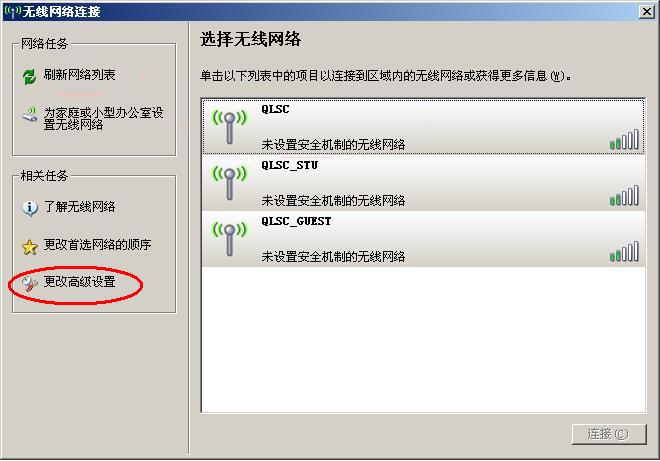 无线网络连接
网络任务
刷新网络列表
为家庭或小型办公室设
置无线网络
相关任务
了解无线网络
更改首选网络的顺序
更改高级设置
选择无线网络
单击以下列表中的项目以连接到区域内的无线网络或获得更多信息(W)。
QLSC
未设置安全机制的无线网络
QLSC_STU
未设置安全机制的无线网络
QLSC_GUEST
未设置安全机制的无线网络
连接(C)